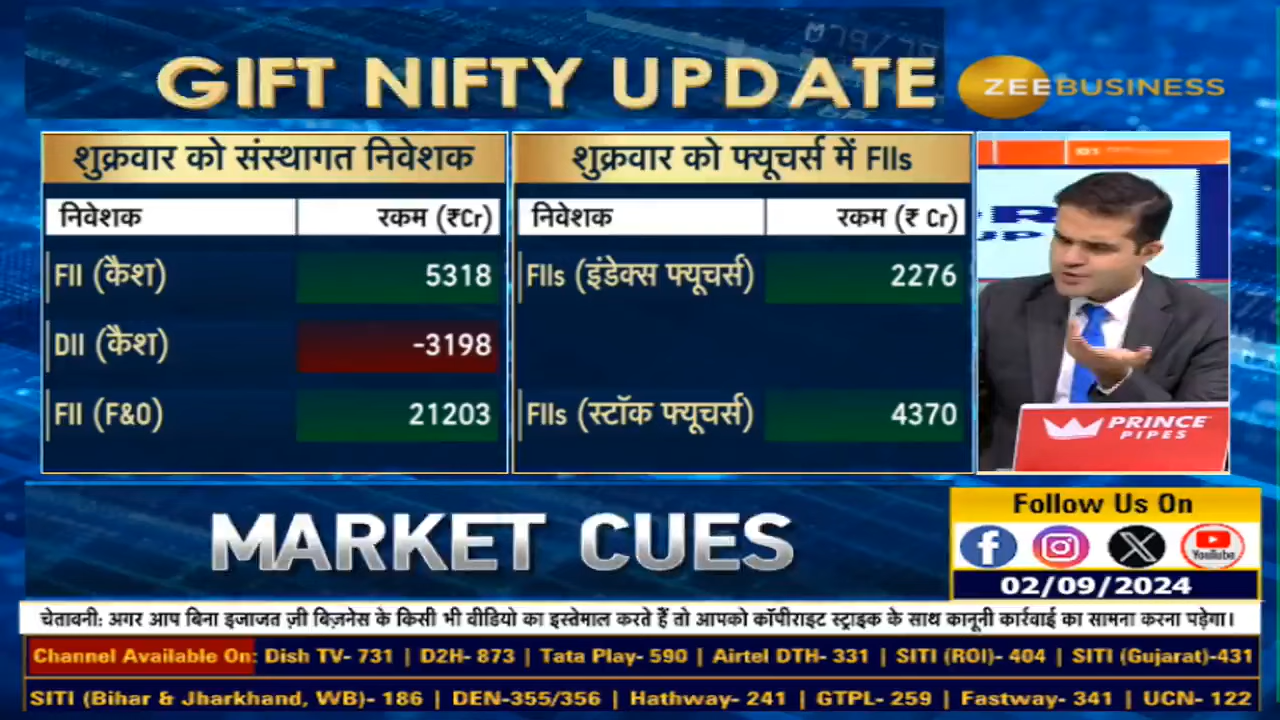 GIFT NIFTY UPDATE
ZEEBUSINESS
शुक्रवार को संस्थागत निवेशक
निवेशक रकम (₹Cr)
FII (कैश) 5318
DII (कैश) -3198
FII (F&O) 21203
शुक्रवार को फ्यूचर्स में FIIs
निवेशक रकम (₹ Cr)
FIIs (इंडेक्स फ्यूचर्स) 2276
FIIs (स्टॉक फ्यूचर्स) 4370
PRINCE
PIPES
MARKET CUES
Follow Us On
YouTube
02/09/2024
चेतावनी: अगर आप बिना इजाजत ज़ी बिज़नेस के किसी भी वीडियो का इस्तेमाल करते हैं तो आपको कॉपीराइट स्ट्राइक के साथ कानूनी कार्रवाई का सामना करना पड़ेगा।
Channel Available On: Dish TV- 731 | D2H- 873 | Tata Play- 590 | Airtel DTH- 331 | SITI (ROI)- 404 | SITI (Gujarat)-431
SITI (Bihar & Jharkhand, WB)- 186 | DEN-355/356 | Hathway- 241 | GTPL- 259 | Fastway- 341 | UCN- 122